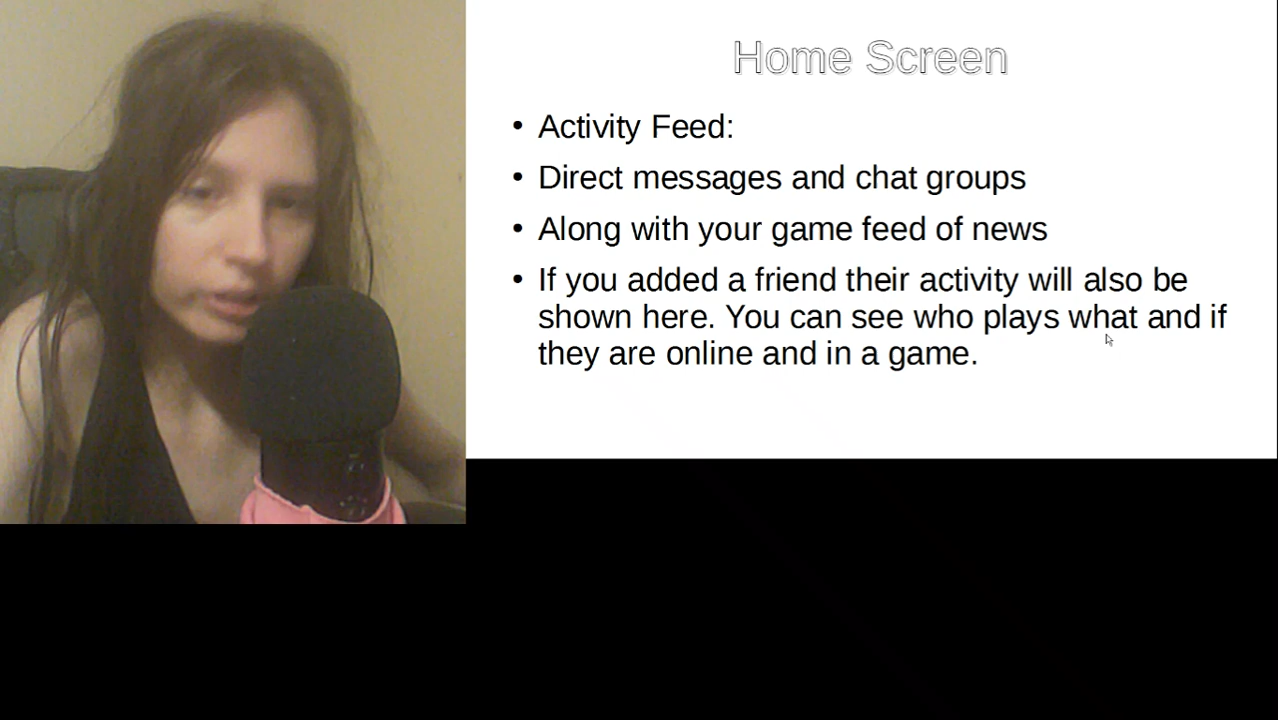 Home Screen
• Activity Feed:
• Direct messages and chat groups
• Along with your game feed of news
• If you added a friend their activity will also be
shown here. You can see who plays what and if
they are online and in a game.